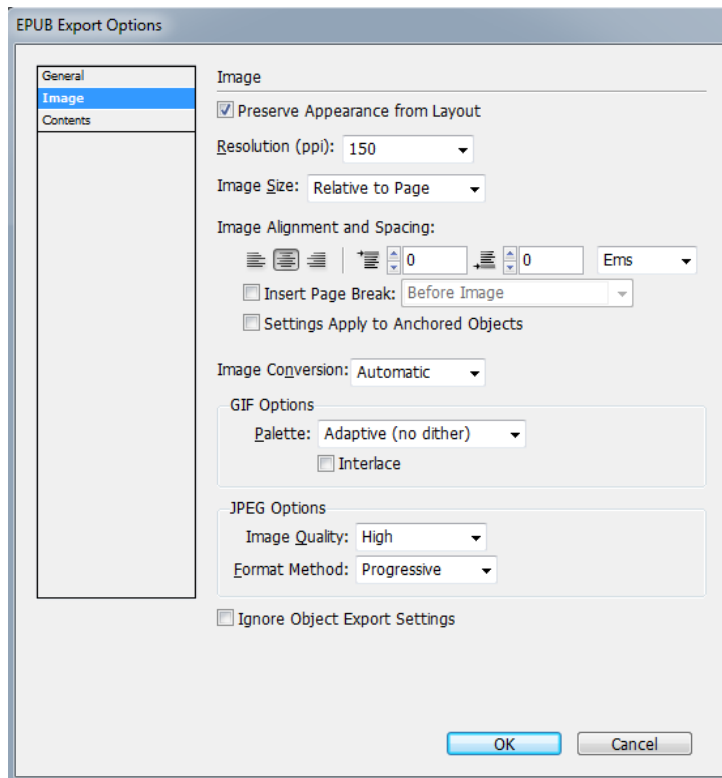 EPUB Export Options
General
Image
Contents
Image
Preserve Appearance from Layout
Resolution (ppi): 150
Image Size: Relative to Page
Image Alignment and Spacing:
0 0 Ems
Insert Page Break: Before Image
Settings Apply to Anchored Objects
Image Conversion: Automatic
GIF Options
Palette: Adaptive (no dither)
Interlace
JPEG Options
Image Quality: High
Format Method: Progressive
Ignore Object Export Settings
OK Cancel